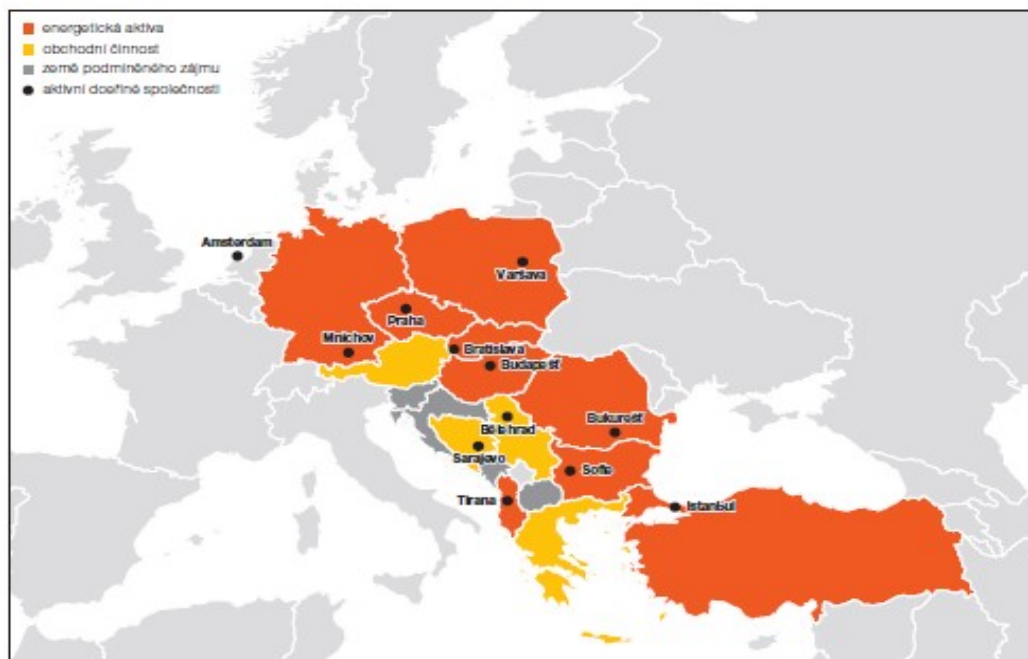 energetická aktiva
obchodní činnost
země podmíněného zájmu
aktivní dceřiné společnosti
Amsterdam
Varšava
Praha
Mnichov
Bratislava
Budapešť
Bělehrad
Bukurešť
Sarajevo
Sofie
Tirana
Istanbul